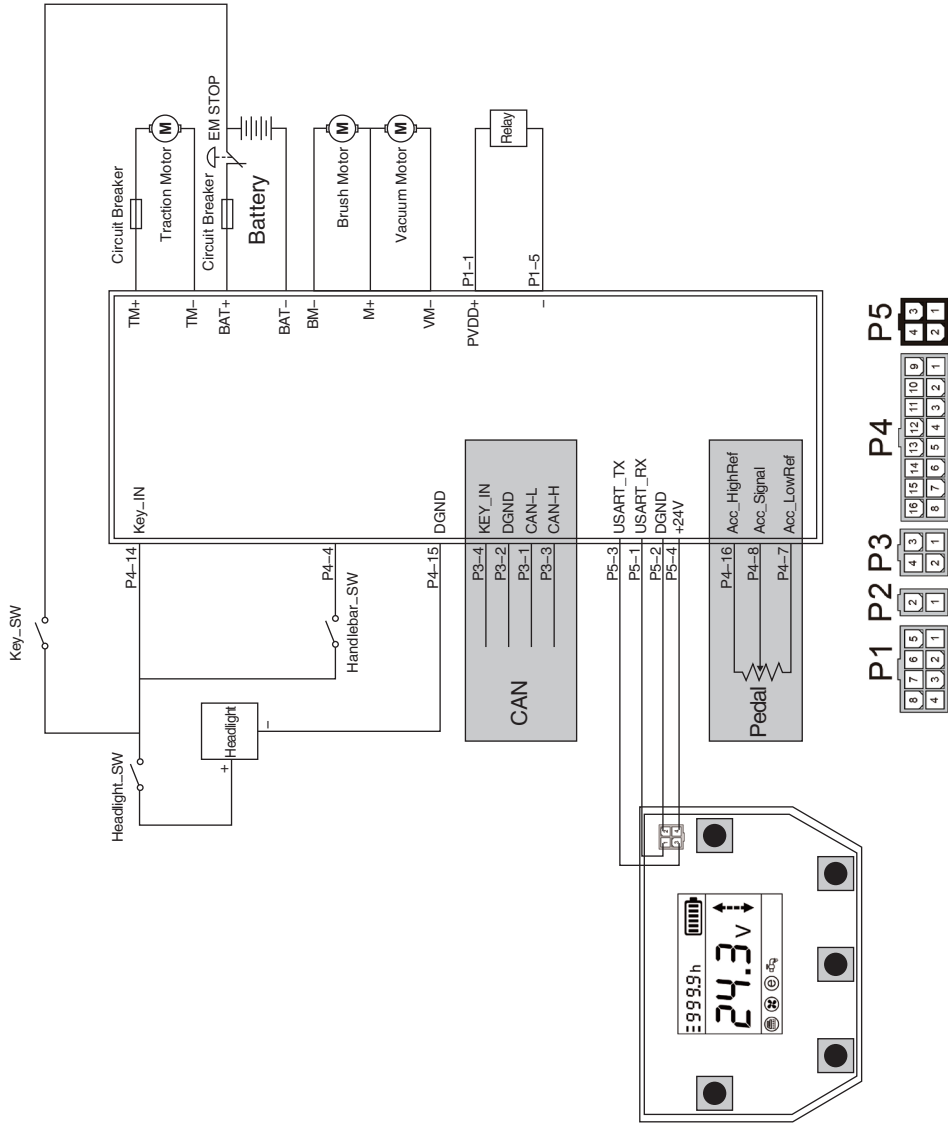 Key_SW
Headlight_SW
+ Headlight –
Handlebar_SW
P4–14
Key_IN
P4–4
P4–15
DGND
CAN
P3–4 KEY_IN
P3–2 DGND
P3–1 CAN–L
P3–3 CAN–H
P5–3 USART_TX
P5–1 USART_RX
P5–2 DGND
P5–4 +24V
Pedal
P4–16 Acc_HighRef
P4–8 Acc_Signal
P4–7 Acc_LowRef
TM+
TM–
BAT+
BAT–
BM–
M+
VM–
PVDD+
–
P1–1
P1–5
Circuit Breaker
M
Traction Motor
EM STOP
Circuit Breaker
Battery
Brush Motor
M
Vacuum Motor
M
Relay
999.9h
24.3 V
e
P1
8 7 6 5
4 3 2 1
P2
2
1
P3
4 3
2 1
P4
16 15 14 13 12 11 10 9
8 7 6 5 4 3 2 1
P5
4 3
2 1